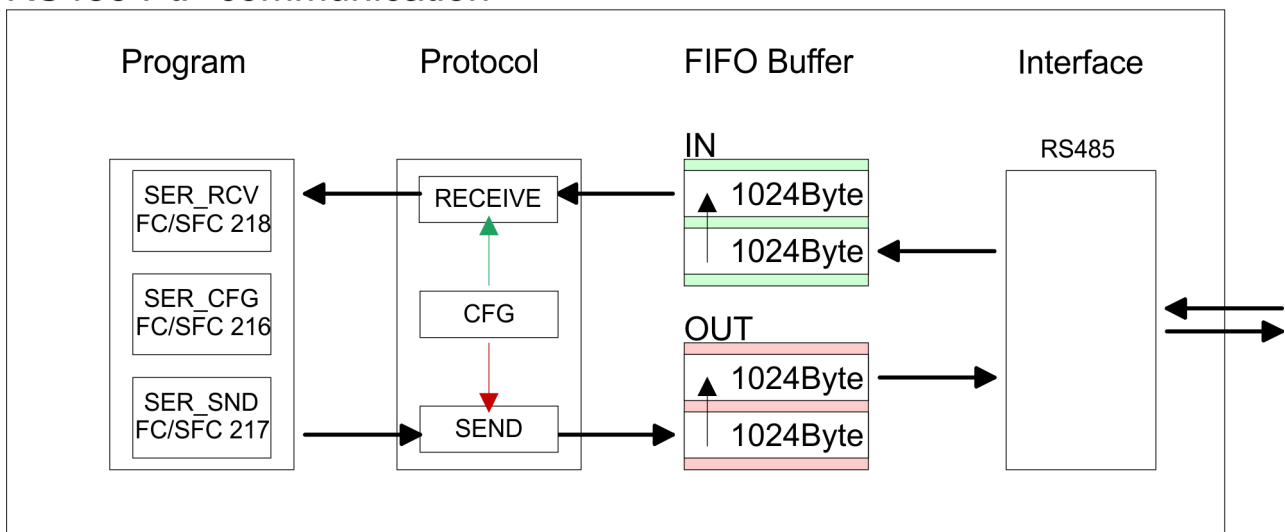 Program
Protocol
FIFO Buffer
Interface
SER_RCV
FC/SFC 218
SER_CFG
FC/SFC 216
SER_SND
FC/SFC 217
RECEIVE
CFG
SEND
IN
1024Byte
1024Byte
OUT
1024Byte
1024Byte
RS485